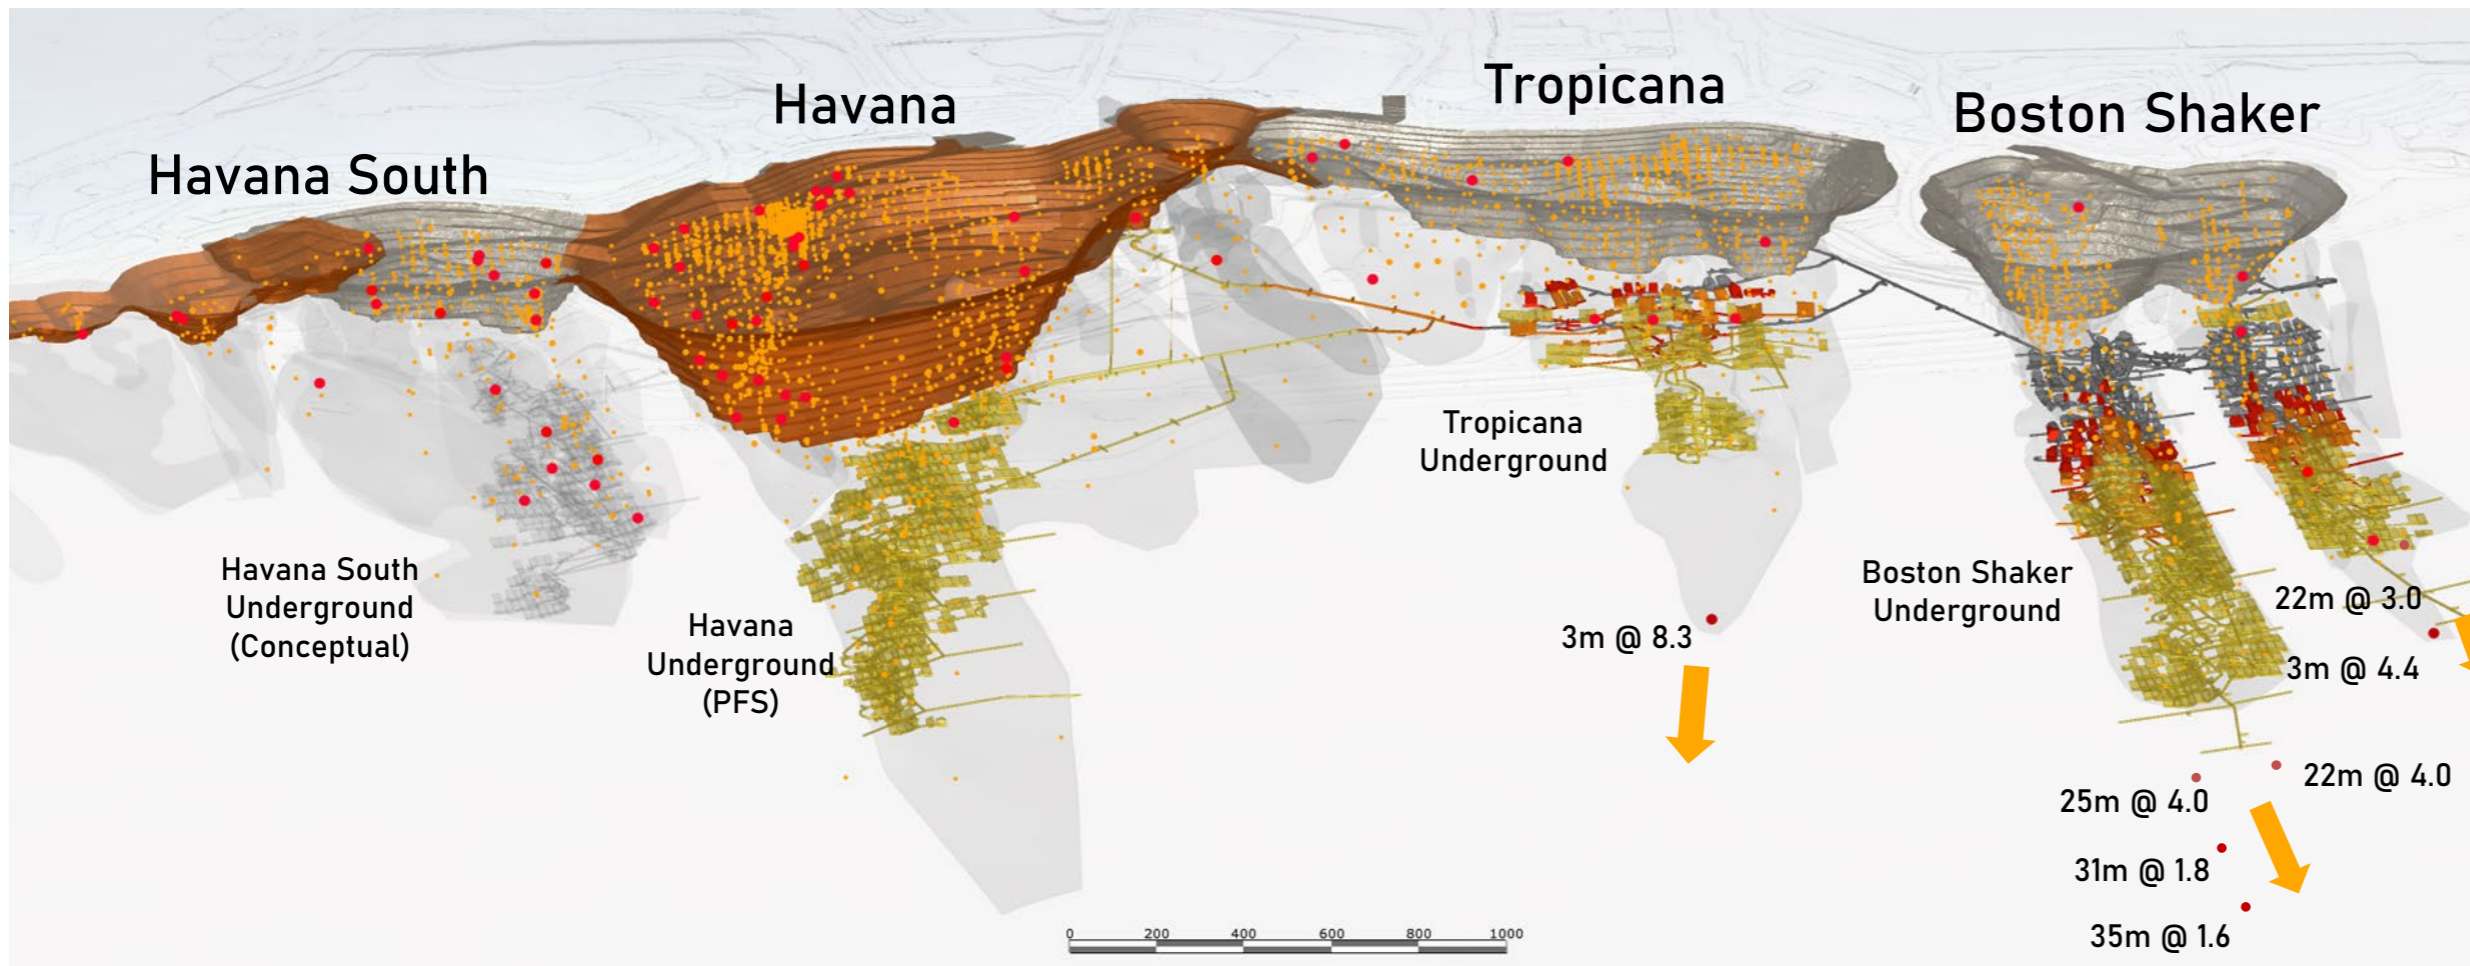 Tropicana
Havana
Boston Shaker
Havana South
Tropicana
Underground
Havana South
Underground
(Conceptual)
Havana
Underground
(PFS)
Boston Shaker
Underground
22m @ 3.0
3m @ 8.3
3m @ 4.4
22m @ 4.0
25m @ 4.0
31m @ 1.8
35m @ 1.6
0 200 400 600 800 1000